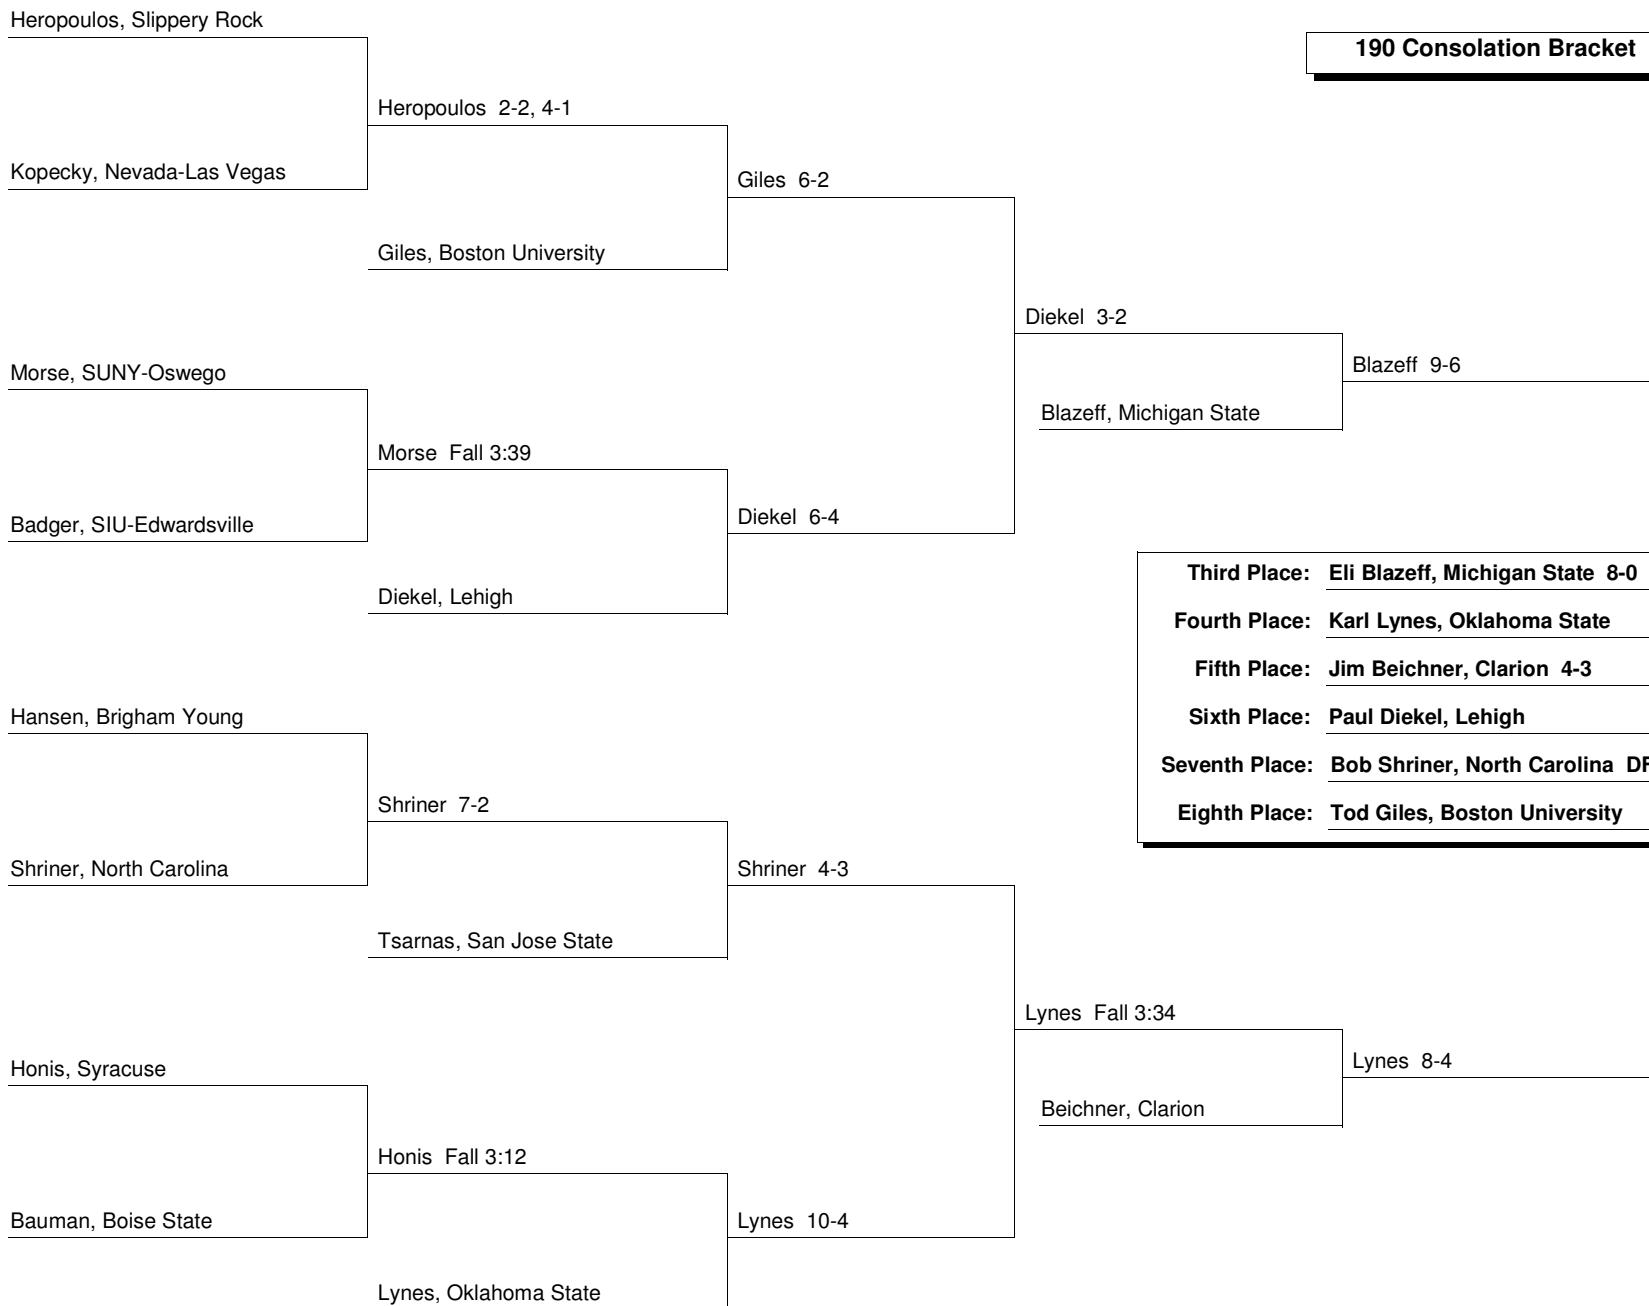 Heropoulos, Slippery Rock
190 Consolation Bracket
Heropoulos 2-2, 4-1
Kopecky, Nevada-Las Vegas
Giles 6-2
Giles, Boston University
Diekel 3-2
Morse, SUNY-Oswego
Blazeff 9-6
Blazeff, Michigan State
Morse Fall 3:39
Badger, SIU-Edwardsville
Diekel 6-4
Diekel, Lehigh
Third Place: Eli Blazeff, Michigan State 8-0
Fourth Place: Karl Lynes, Oklahoma State
Fifth Place: Jim Beichner, Clarion 4-3
Sixth Place: Paul Diekel, Lehigh
Seventh Place: Bob Shriner, North Carolina
Eighth Place: Tod Giles, Boston University
Hansen, Brigham Young
Shriner 7-2
Shriner, North Carolina
Shriner 4-3
Tsarnas, San Jose State
Lynes Fall 3:34
Honis, Syracuse
Lynes 8-4
Beichner, Clarion
Honis Fall 3:12
Bauman, Boise State
Lynes 10-4
Lynes, Oklahoma State